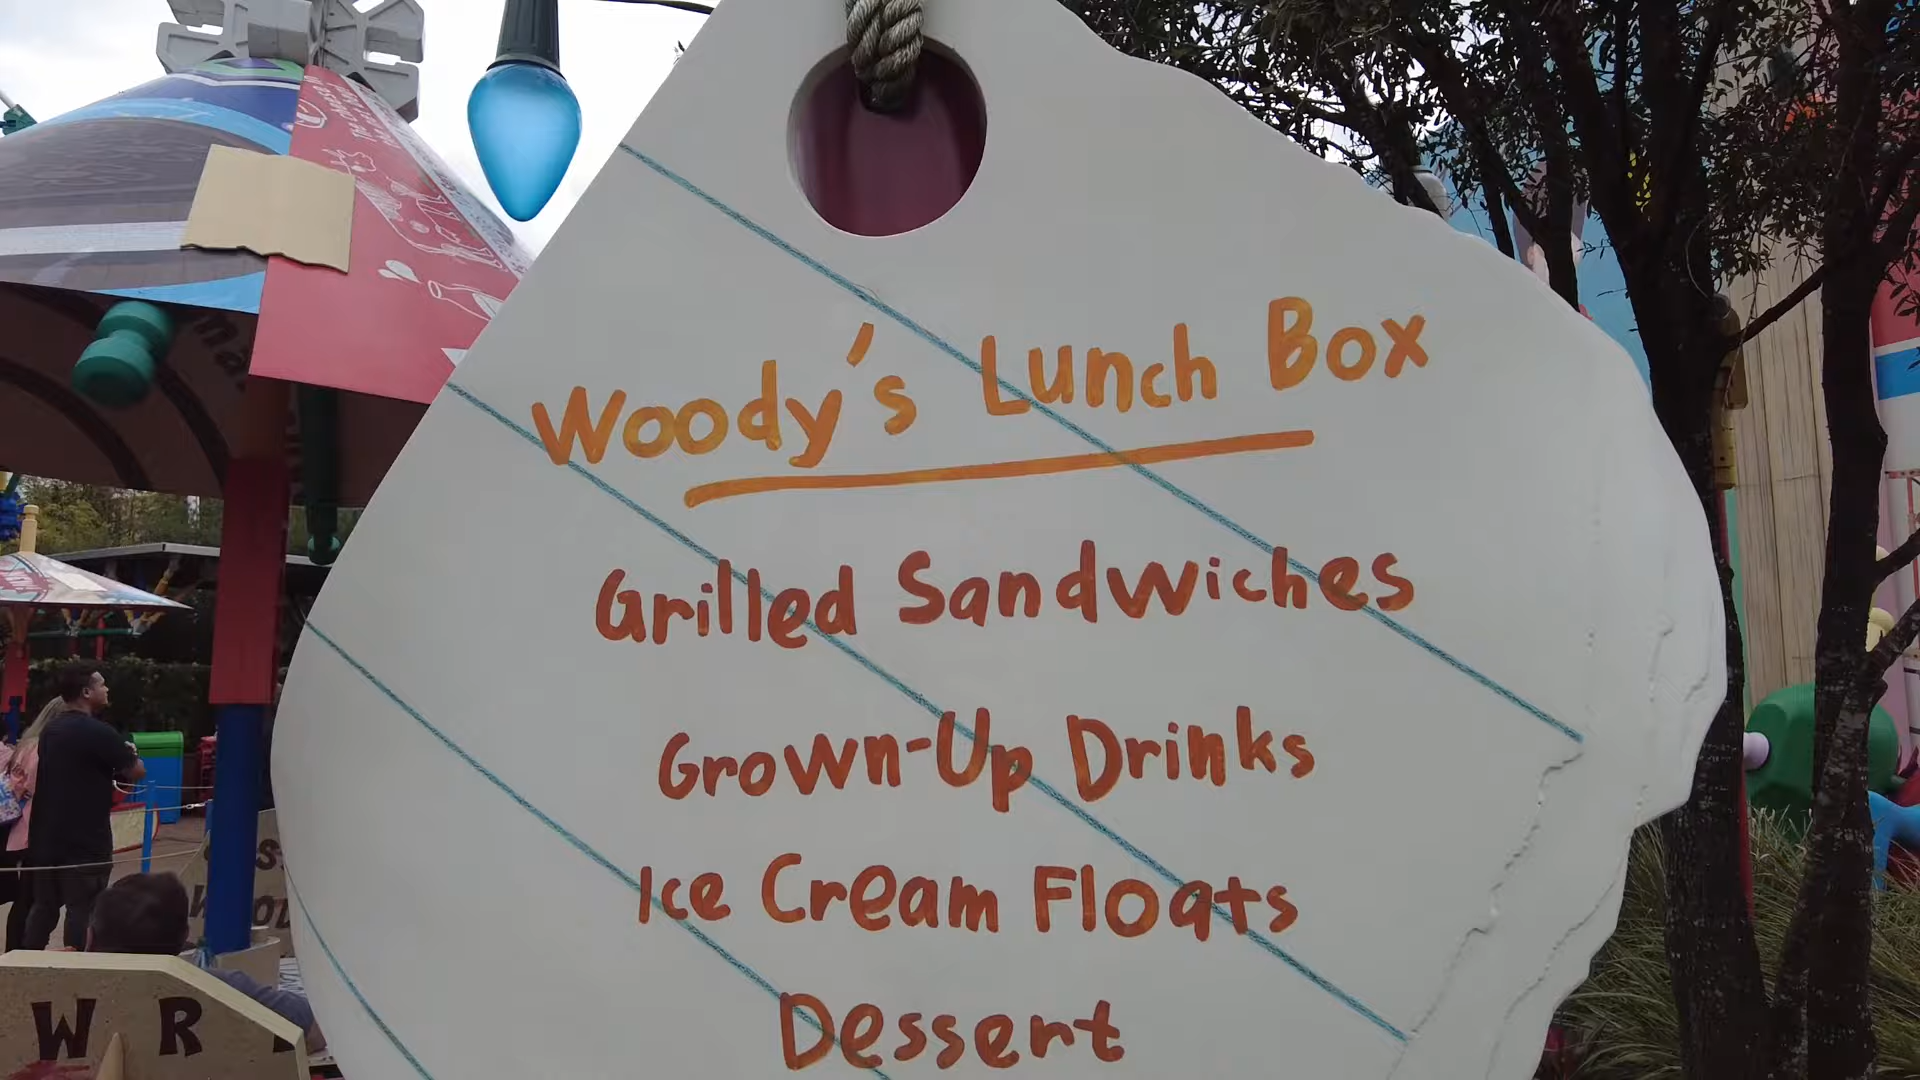 Woody's Lunch Box
Grilled Sandwiches
Grown-Up Drinks
Ice Cream Floats
Dessert
W R